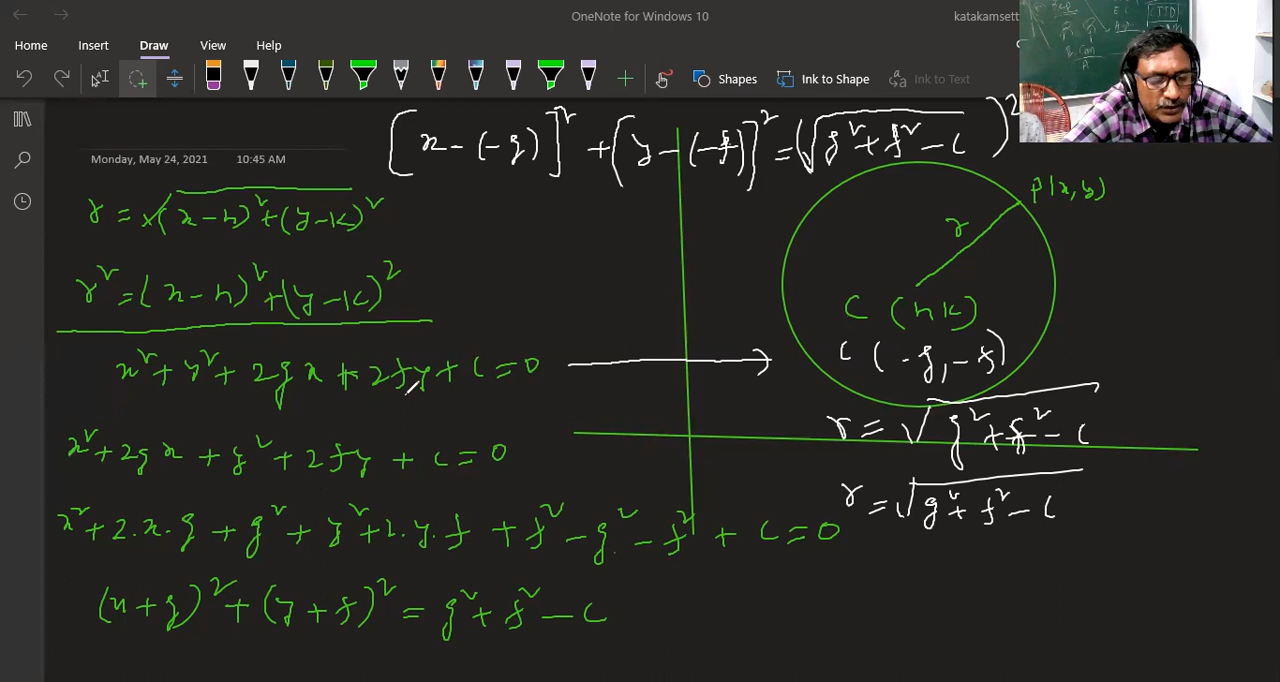 OneNote for Windows 10
katakamsett
Home Insert Draw View Help
Shapes Ink to Shape Ink to Text
[x-(-g)]² + [y-(-f)]² = (√g²+f²-c)²
Monday, May 24, 2021 10:45 AM
r = √(x-h)²+(y-k)²
P(x,y)
r
r² = (x-h)²+(y-k)²
C (h k)
x²+y²+2gx+2fy+c=0
C (-g,-f)
r = √g²+f²-c
x²+2gx+y²+2fy+c=0
r = √g²+f²-c
x²+2.x.g+g²+y²+2.y.f+f²-g²-f²+c=0
(x+g)²+(y+f)²=g²+f²-c